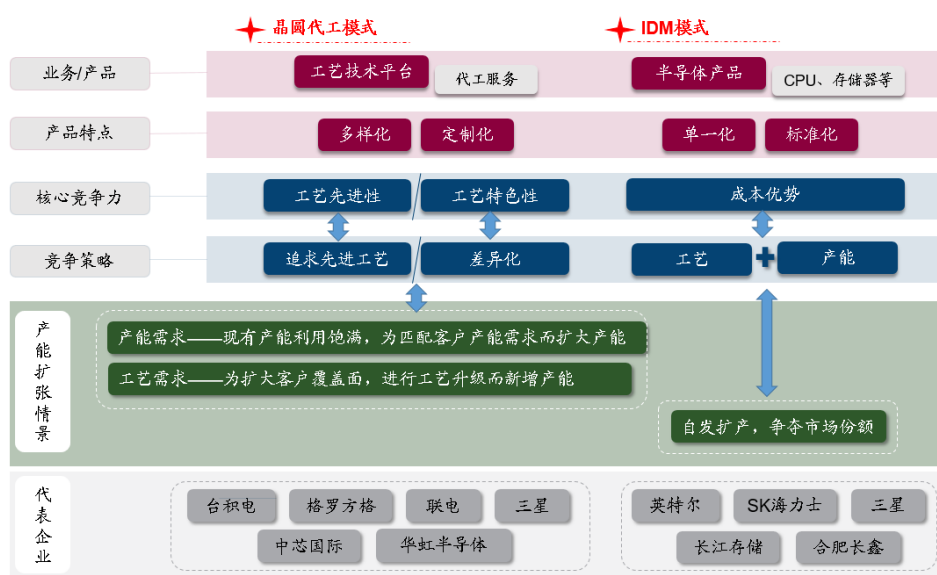 晶圆代工模式
IDM模式
业务/产品
工艺技术平台
代工服务
半导体产品
CPU、存储器等
产品特点
多样化
定制化
单一化
标准化
核心竞争力
工艺先进性
/
工艺特色性
成本优势
竞争策略
追求先进工艺
差异化
工艺
+
产能
产能扩张情景
产能需求——现有产能利用饱满，为匹配客户产能需求而扩大产能
工艺需求——为扩大客户覆盖面，进行工艺升级而新增产能
自发扩产，争夺市场份额
代表企业
台积电
格罗方格
联电
三星
英特尔
SK海力士
三星
中芯国际
华虹半导体
长江存储
合肥长鑫